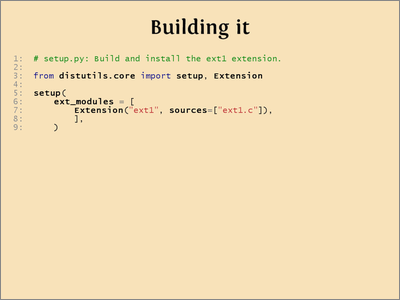 Building it
1: # setup.py: Build and install the ext1 extension.
2:
3: from distutils.core import setup, Extension
4:
5: setup(
6:     ext_modules = [
7:         Extension("ext1", sources=["ext1.c"]),
8:         ],
9:     )